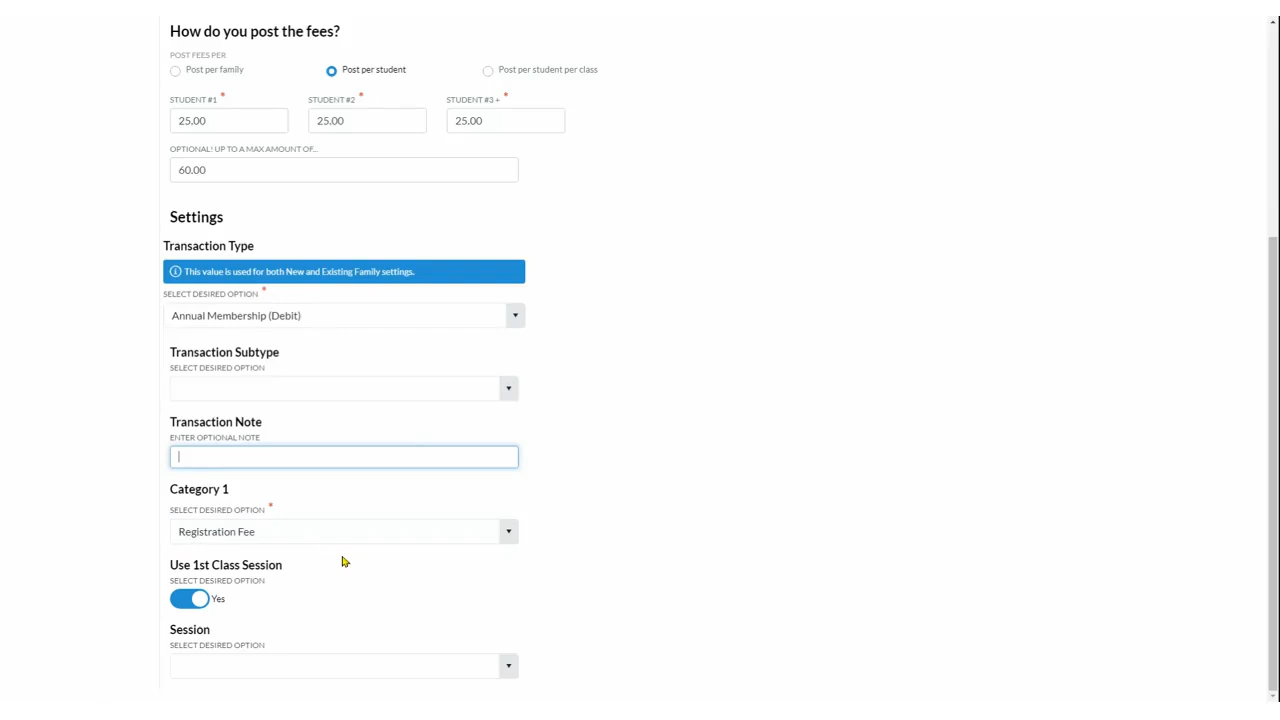 How do you post the fees?
POST FEES PER
Post per family
Post per student
Post per student per class
STUDENT #1 *
STUDENT #2 *
STUDENT #3 + *
25.00
25.00
25.00
OPTIONAL! UP TO A MAX AMOUNT OF...
60.00
Settings
Transaction Type
This value is used for both New and Existing Family settings.
SELECT DESIRED OPTION *
Annual Membership (Debit)
Transaction Subtype
SELECT DESIRED OPTION
Transaction Note
ENTER OPTIONAL NOTE
Category 1
SELECT DESIRED OPTION *
Registration Fee
Use 1st Class Session
SELECT DESIRED OPTION
Yes
Session
SELECT DESIRED OPTION